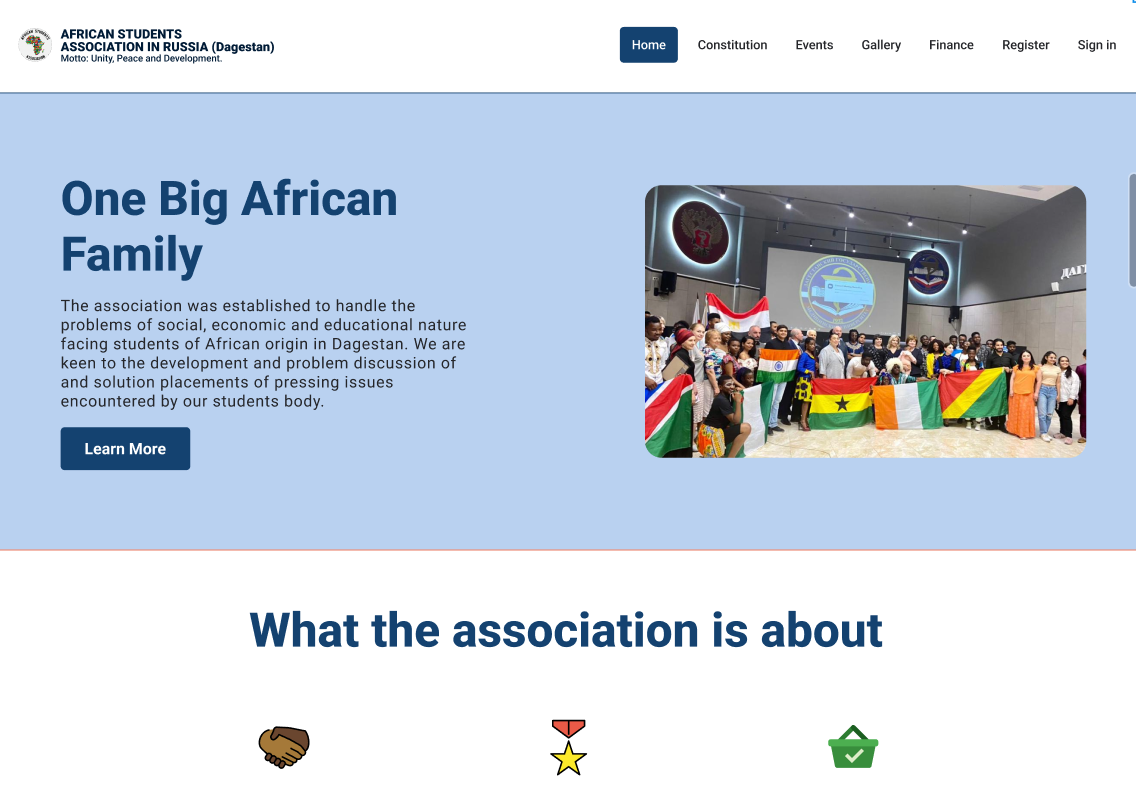 AFRICAN STUDENTS
ASSOCIATION IN RUSSIA (Dagestan)
Motto: Unity, Peace and Development.
Home
Constitution
Events
Gallery
Finance
Register
Sign in
One Big African
Family
The association was established to handle the
problems of social, economic and educational nature
facing students of African origin in Dagestan. We are
keen to the development and problem discussion of
and solution placements of pressing issues
encountered by our students body.
Learn More
What the association is about